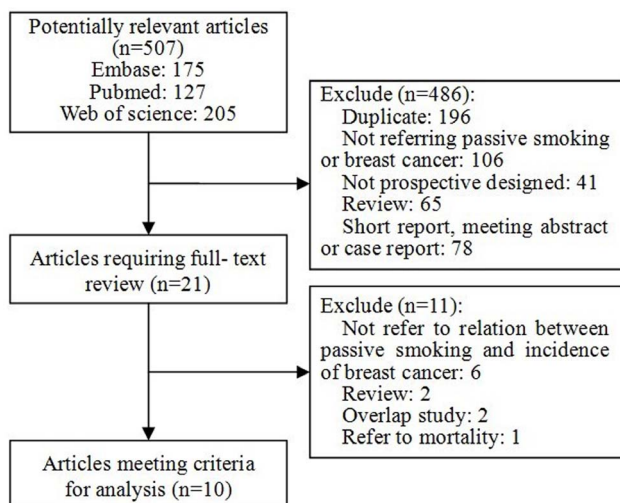 Potentially relevant articles
(n=507)
Embase: 175
Pubmed: 127
Web of science: 205
Exclude (n=486):
Duplicate: 196
Not referring passive smoking
or breast cancer: 106
Not prospective designed: 41
Review: 65
Short report, meeting abstract
or case report: 78
Articles requiring full- text
review (n=21)
Exclude (n=11):
Not refer to relation between
passive smoking and incidence
of breast cancer: 6
Review: 2
Overlap study: 2
Refer to mortality: 1
Articles meeting criteria
for analysis (n=10)